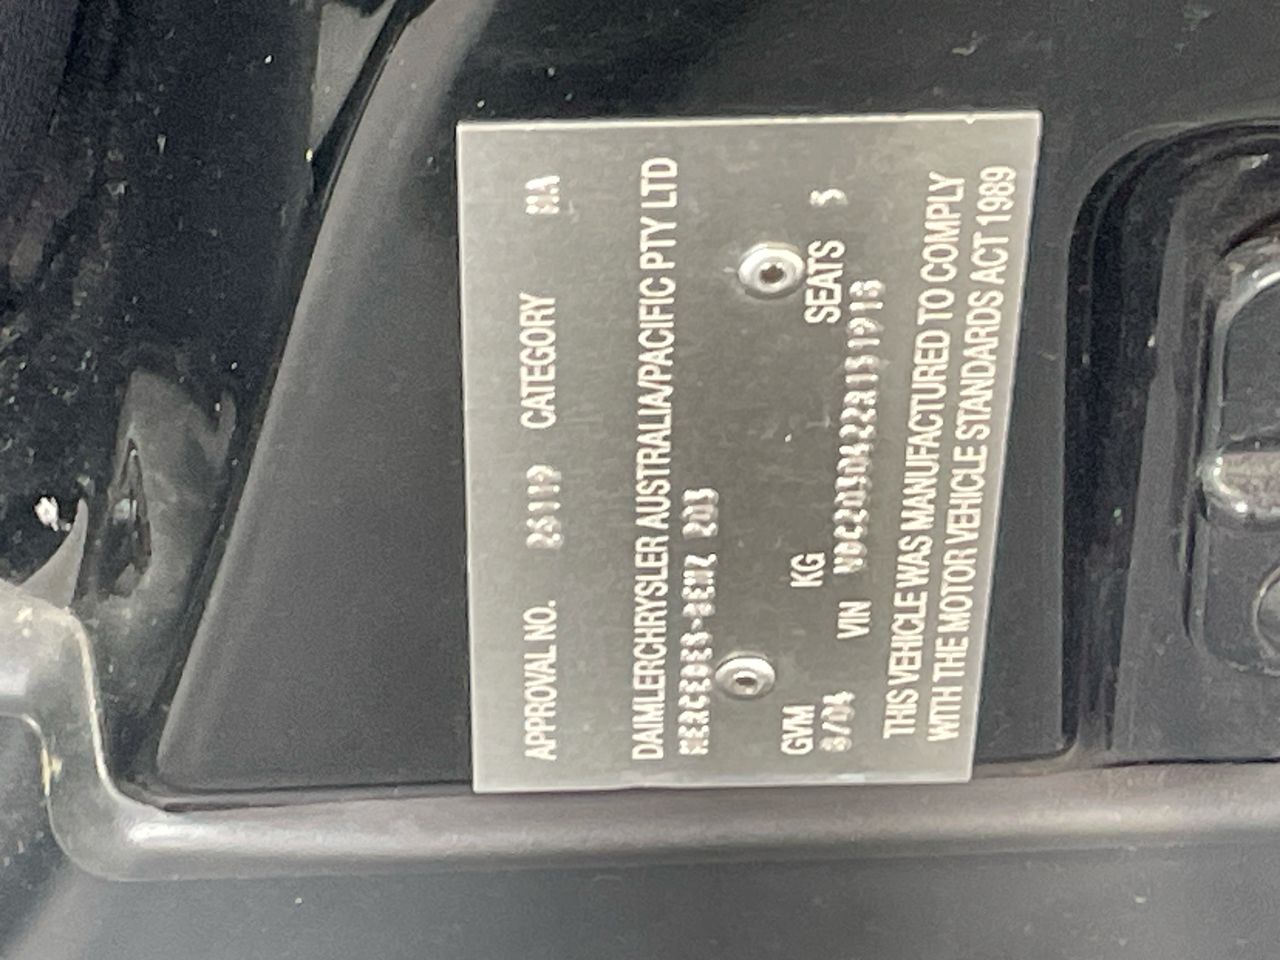 APPROVAL NO. 26119 CATEGORY MA
DAIMLERCHRYSLER AUSTRALIA/PACIFIC PTY LTD
MERCEDES-BENZ 203
GVM KG SEATS 5
8/04 VIN
THIS VEHICLE WAS MANUFACTURED TO COMPLY
WITH THE MOTOR VEHICLE STANDARDS ACT 1989